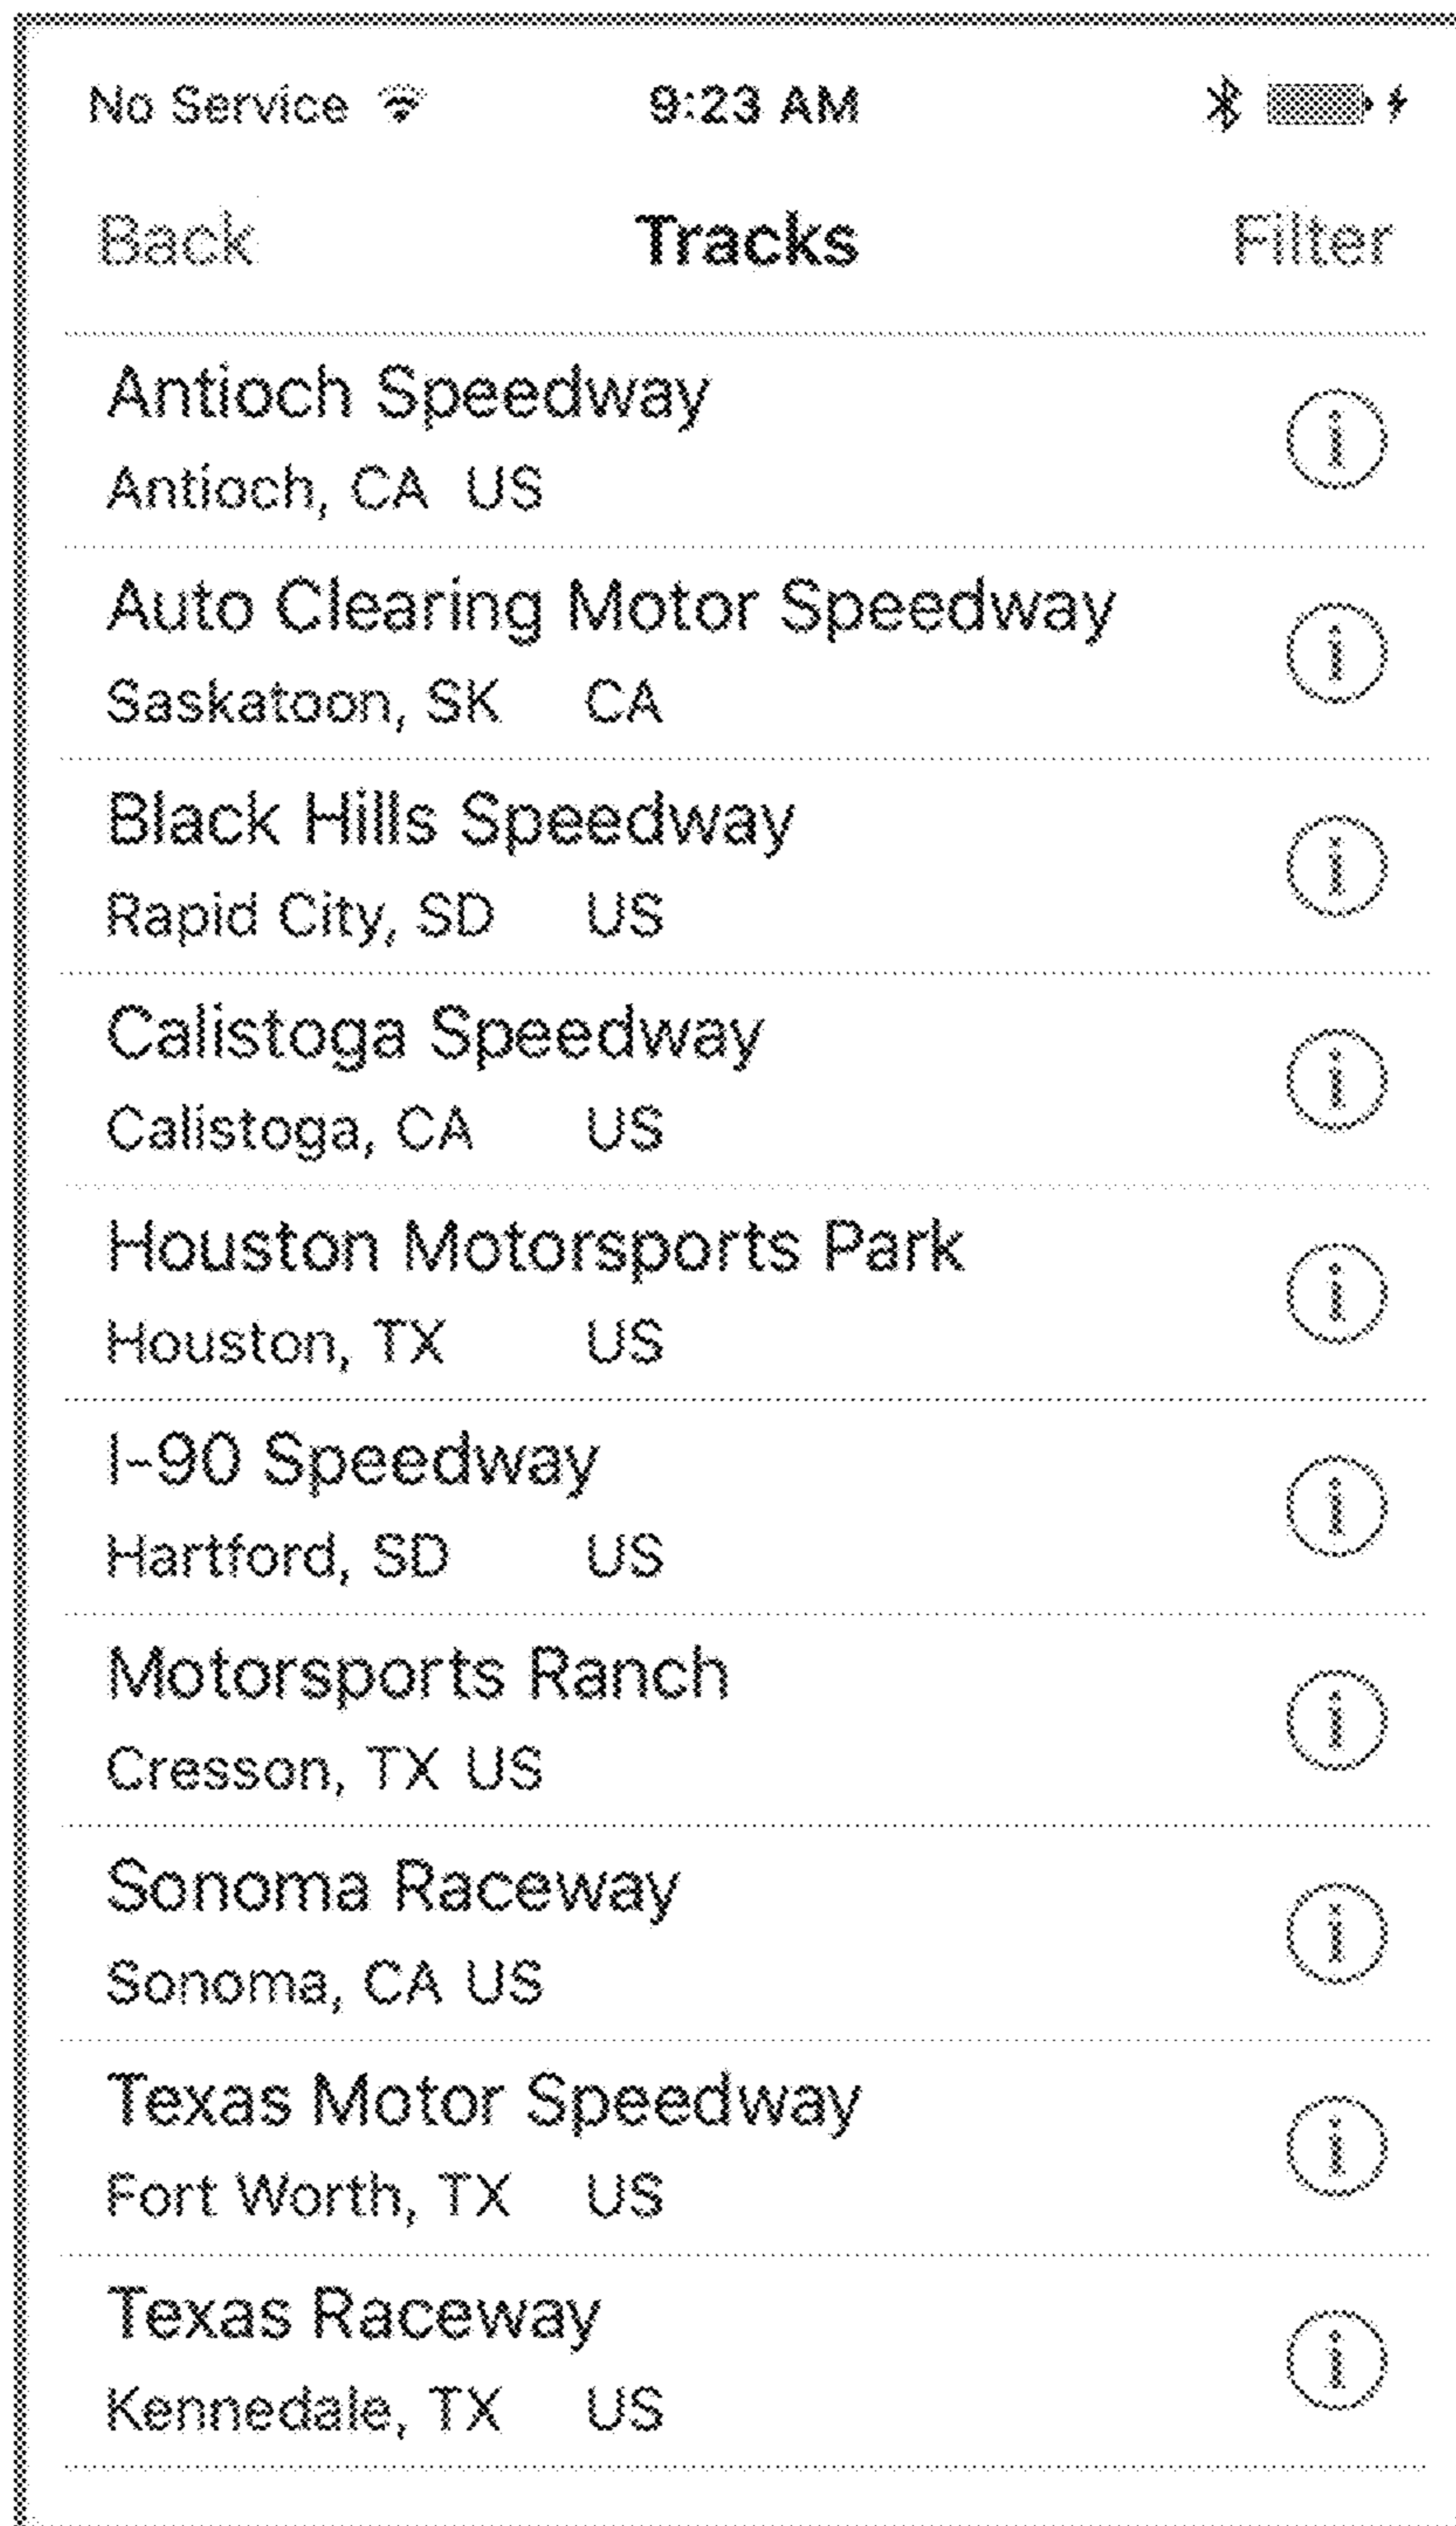 No Service 9:23 AM
Back Tracks Filter
Antioch Speedway
Antioch, CA US
Auto Clearing Motor Speedway
Saskatoon, SK CA
Black Hills Speedway
Rapid City, SD US
Calistoga Speedway
Calistoga, CA US
Houston Motorsports Park
Houston, TX US
I-90 Speedway
Hartford, SD US
Motorsports Ranch
Cresson, TX US
Sonoma Raceway
Sonoma, CA US
Texas Motor Speedway
Fort Worth, TX US
Texas Raceway
Kennedale, TX US